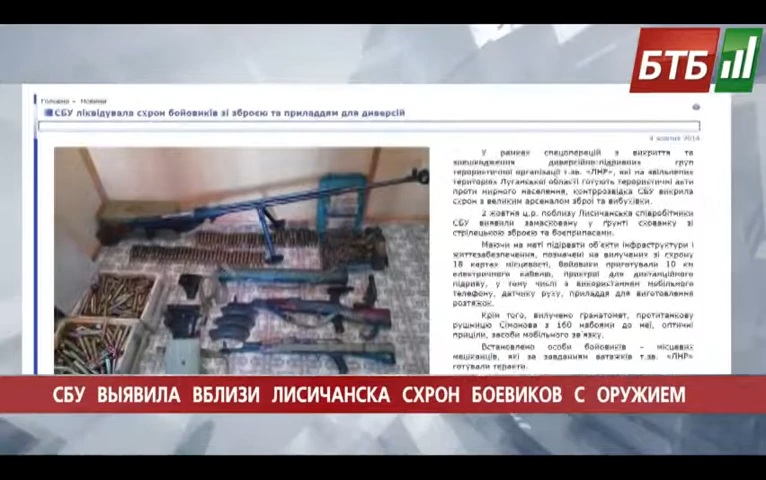 БТБ
Головна Новини
СБУ ліквідувала схрон бойовиків зі зброєю та приладдям для диверсій
4 жовтня 2014
У рамках спецоперацій з викриття та
знешкодження диверсійно-підривних груп
терористичної організації т.зв. «ЛНР», які на звільнених
територіях Луганської області готують терористичні акти
проти мирного населення, контррозвідка СБУ викрила
схрон з великим арсеналом зброї та вибухівки.
2 жовтня ц.р. поблизу Лисичанська співробітники
СБУ виявили замасковану у ґрунті схованку зі
стрілецькою зброєю та боєприпасами.
Маючи на меті підірвати об'єкти інфраструктури і
життєзабезпечення, позначені на вилучених зі схрону
18 картах місцевості, бойовики приготували 10 км
електричного кабелю, пристрої для дистанційного
підриву, у тому числі з використанням мобільного
телефону, датчику руху, приладдя для виготовлення
розтяжок.
Крім того, вилучено гранатомет, протитанкову
рушницю Сімонова з 160 набоями до неї, оптичні
приціли, засоби мобільного зв'язку.
Встановлено особи бойовиків – місцевих
мешканців, які за завданням ватажків т.зв. «ЛНР»
готували теракти.
СБУ ВЫЯВИЛА ВБЛИЗИ ЛИСИЧАНСКА СХРОН БОЕВИКОВ С ОРУЖИЕМ